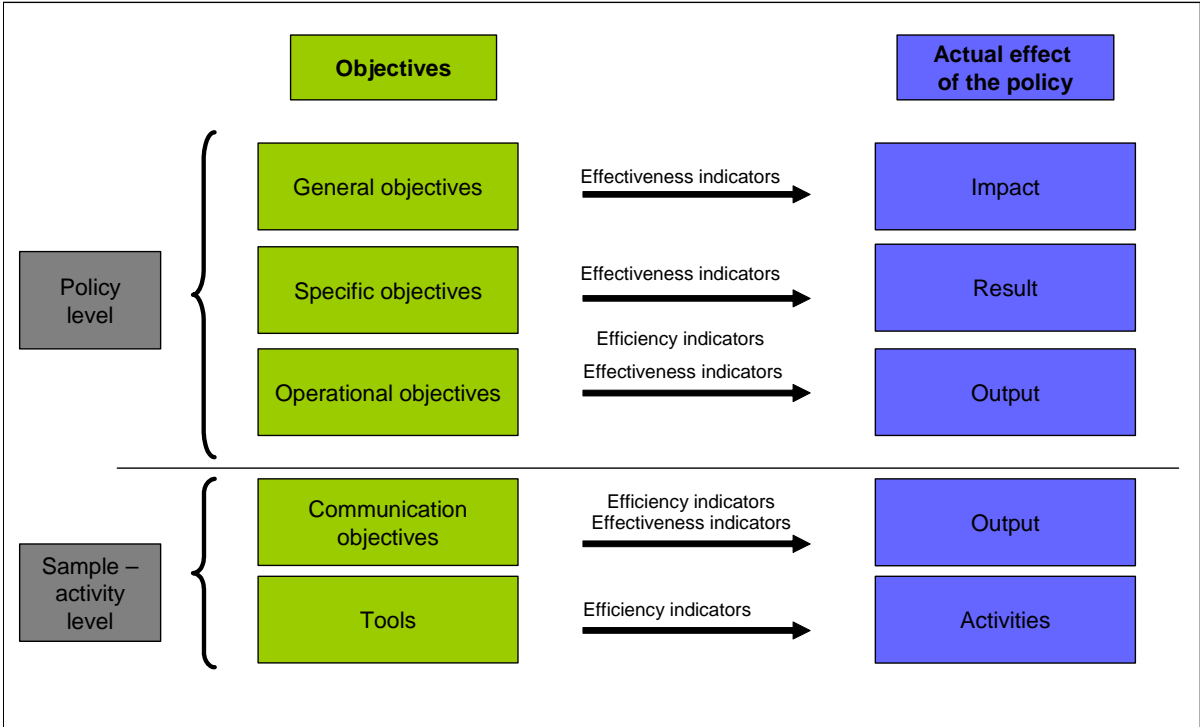 Objectives
Actual effect
of the policy
General objectives
Effectiveness indicators
Impact
Policy
level
Specific objectives
Effectiveness indicators
Result
Efficiency indicators
Operational objectives
Effectiveness indicators
Output
Sample –
activity
level
Communication
objectives
Efficiency indicators
Effectiveness indicators
Output
Tools
Efficiency indicators
Activities